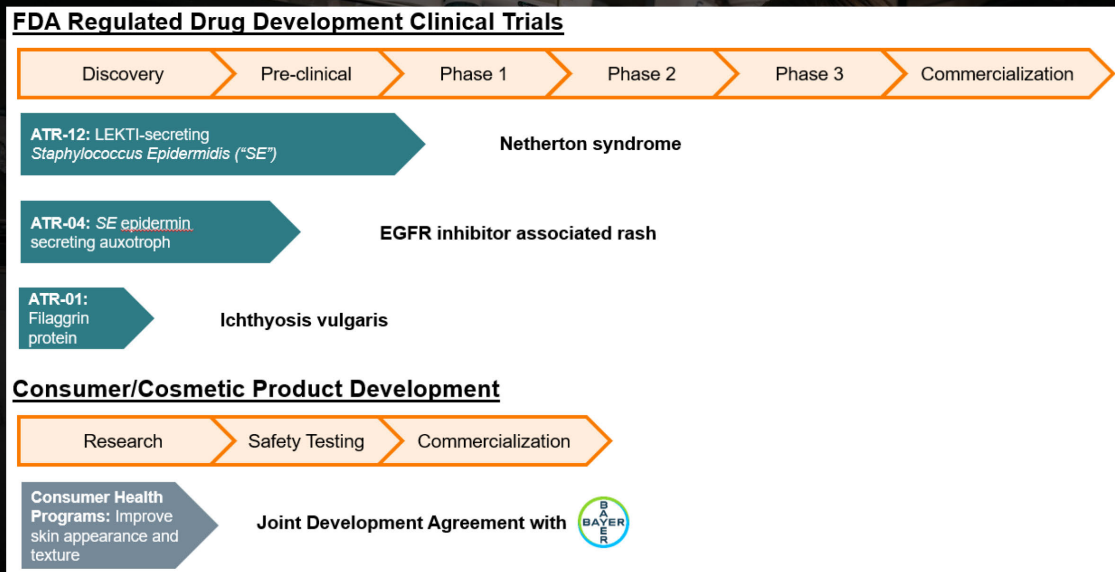 FDA Regulated Drug Development Clinical Trials
Discovery
Pre-clinical
Phase 1
Phase 2
Phase 3
Commercialization
ATR-12: LEKTI-secreting
Staphylococcus Epidermidis (“SE”)
Netherton syndrome
ATR-04: SE epidermin
secreting auxotroph
EGFR inhibitor associated rash
ATR-01:
Filaggrin
protein
Ichthyosis vulgaris
Consumer/Cosmetic Product Development
Research
Safety Testing
Commercialization
Consumer Health
Programs: Improve
skin appearance and
texture
Joint Development Agreement with
BAYER
BAYER